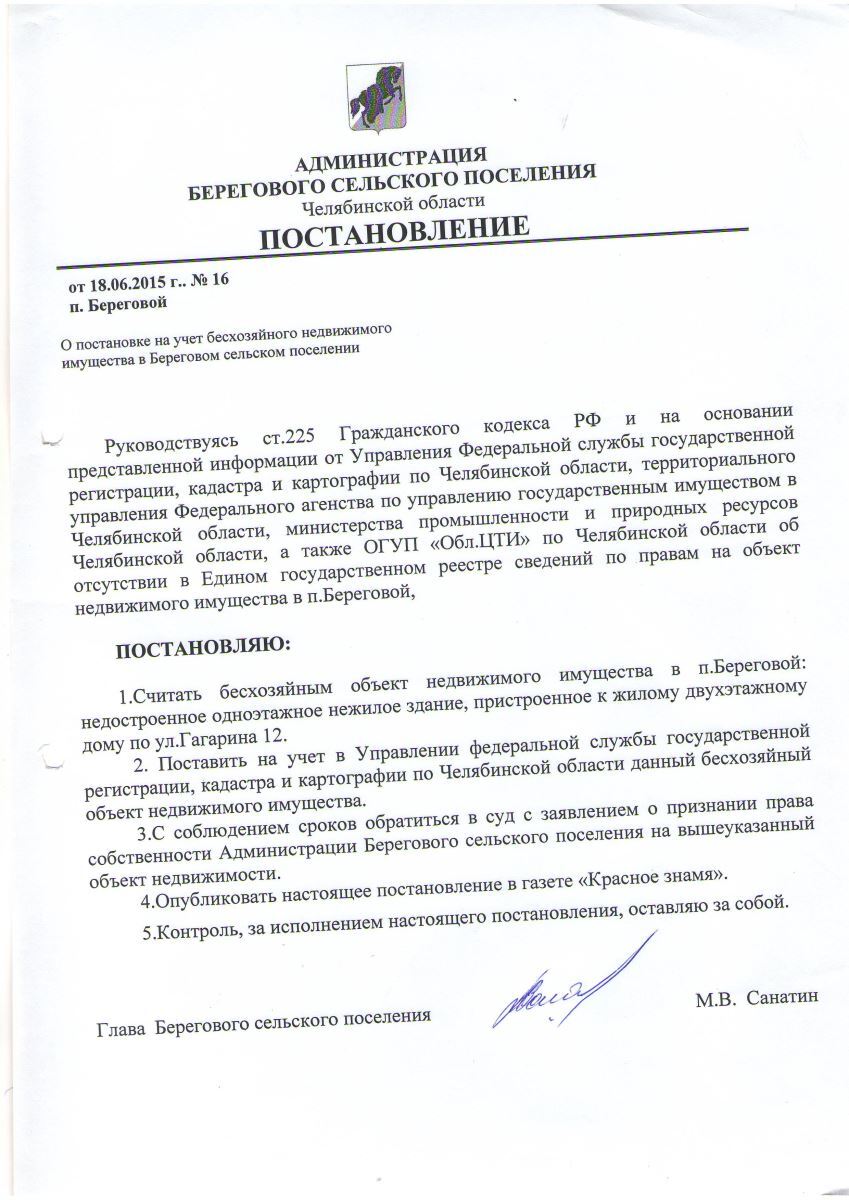 АДМИНИСТРАЦИЯ
БЕРЕГОВОГО СЕЛЬСКОГО ПОСЕЛЕНИЯ
Челябинской области
ПОСТАНОВЛЕНИЕ
от 18.06.2015 г.. № 16
п. Береговой
О постановке на учет бесхозяйного недвижимого
имущества в Береговом сельском поселении
Руководствуясь ст.225 Гражданского кодекса РФ и на основании
представленной информации от Управления Федеральной службы государственной
регистрации, кадастра и картографии по Челябинской области, территориального
управления Федерального агенства по управлению государственным имуществом в
Челябинской области, министерства промышленности и природных ресурсов
Челябинской области, а также ОГУП «Обл.ЦТИ» по Челябинской области об
отсутствии в Едином государственном реестре сведений по правам на объект
недвижимого имущества в п.Береговой,
ПОСТАНОВЛЯЮ:
1.Считать бесхозяйным объект недвижимого имущества в п.Береговой:
недостроенное одноэтажное нежилое здание, пристроенное к жилому двухэтажному
дому по ул.Гагарина 12.
2. Поставить на учет в Управлении федеральной службы государственной
регистрации, кадастра и картографии по Челябинской области данный бесхозяйный
объект недвижимого имущества.
3.С соблюдением сроков обратиться в суд с заявлением о признании права
собственности Администрации Берегового сельского поселения на вышеуказанный
объект недвижимости.
4.Опубликовать настоящее постановление в газете «Красное знамя».
5.Контроль, за исполнением настоящего постановления, оставляю за собой.
Глава Берегового сельского поселения М.В. Санатин